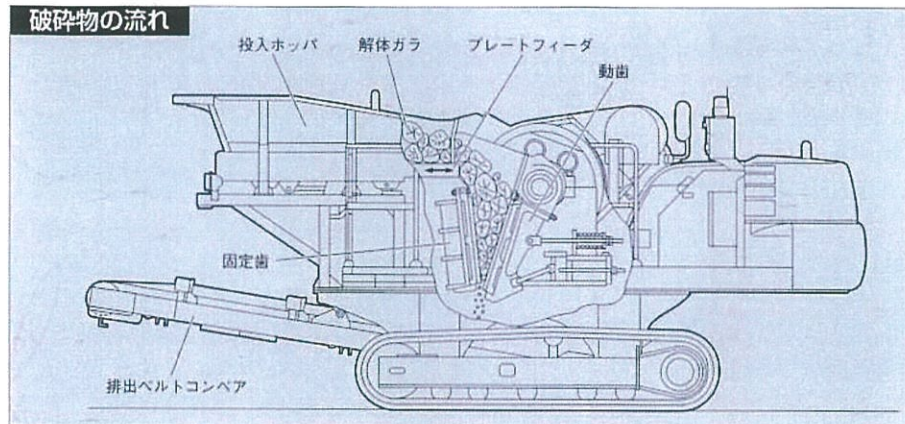 破砕物の流れ
投入ホッパ
解体ガラ
プレートフィーダ
動歯
固定歯
排出ベルトコンベア